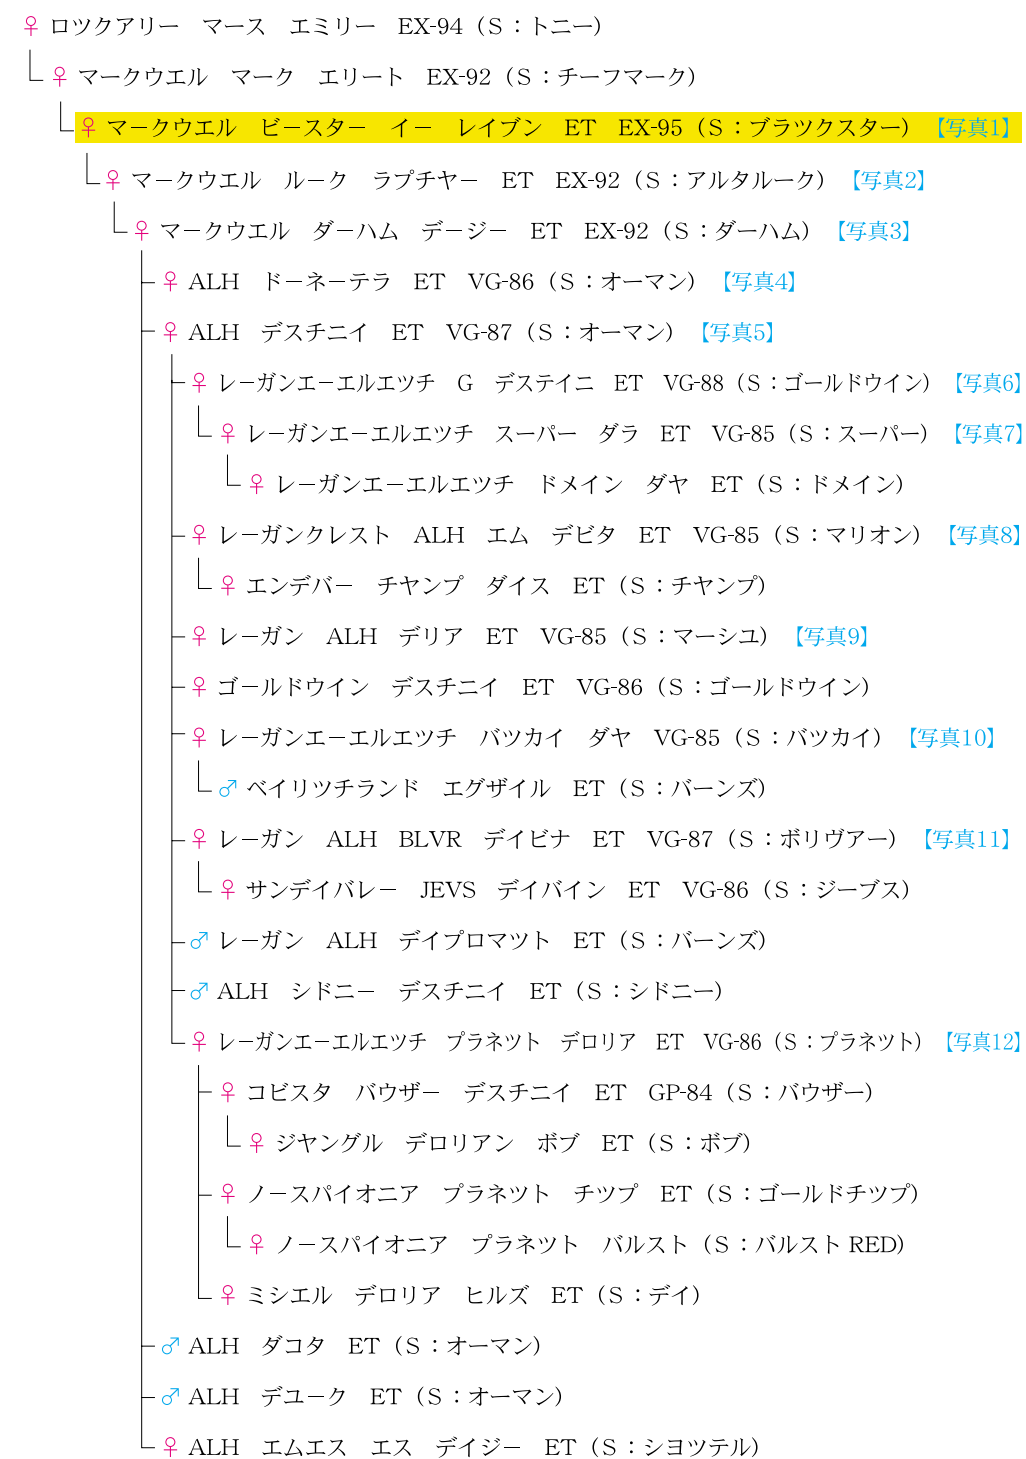 ♀ ロツクアリー　マース　エミリー　EX-94（S：トニー）
♀ マークウエル　マーク　エリート　EX-92（S：チーフマーク）
♀ マークウエル　ビースター　イー　レイブン　ET　EX-95（S：ブラツクスター）【写真1】
♀ マークウエル　ルーク　ラプチヤー　ET　EX-92（S：アルタルーク）【写真2】
♀ マークウエル　ダーハム　デージー　ET　EX-92（S：ダーハム）【写真3】
♀ ALH　ドーネーテラ　ET　VG-86（S：オーマン）【写真4】
♀ ALH　デスチニイ　ET　VG-87（S：オーマン）【写真5】
♀ レーガンエーエルエツチ　G　デステイニ　ET　VG-88（S：ゴールドウイン）【写真6】
♀ レーガンエーエルエツチ　スーパー　ダラ　ET　VG-85（S：スーパー）【写真7】
♀ レーガンエーエルエツチ　ドメイン　ダヤ　ET（S：ドメイン）
♀ レーガンクレスト　ALH　エム　デビタ　ET　VG-85（S：マリオン）【写真8】
♀ エンデバー　チヤンプ　ダイス　ET（S：チヤンプ）
♀ レーガン　ALH　デリア　ET　VG-85（S：マーシユ）【写真9】
♀ ゴールドウイン　デスチニイ　ET　VG-86（S：ゴールドウイン）
♀ レーガンエーエルエツチ　バツカイ　ダヤ　VG-85（S：バツカイ）【写真10】
♂ ベイリツチランド　エグザイル　ET（S：バーンズ）
♀ レーガン　ALH　BLVR　デイビナ　ET　VG-87（S：ボリヴアー）【写真11】
♀ サンデイバレー　JEVS　デイバイン　ET　VG-86（S：ジーブス）
♂ レーガン　ALH　デイプロマツト　ET（S：バーンズ）
♂ ALH　シドニー　デスチニイ　ET（S：シドニー）
♀ レーガンエーエルエツチ　プラネツト　デロリア　ET　VG-86（S：プラネツト）【写真12】
♀ コビスタ　バウザー　デスチニイ　ET　GP-84（S：バウザー）
♀ ジヤングル　デロリアン　ボブ　ET（S：ボブ）
♀ ノースパイオニア　プラネツト　チツプ　ET（S：ゴールドチツプ）
♀ ノースパイオニア　プラネツト　バルスト（S：バルスト RED）
♀ ミシエル　デロリア　ヒルズ　ET（S：デイ）
♂ ALH　ダコタ　ET（S：オーマン）
♂ ALH　デユーク　ET（S：オーマン）
♀ ALH　エムエス　エス　デイジー　ET（S：シヨツテル）